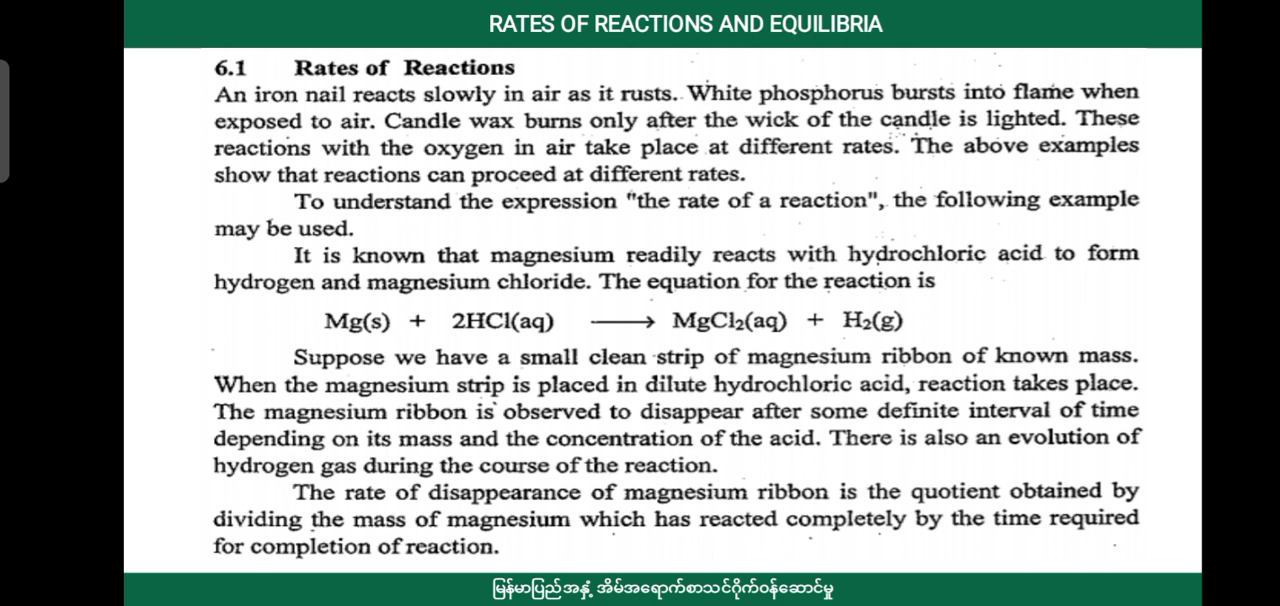 RATES OF REACTIONS AND EQUILIBRIA
6.1 Rates of Reactions
An iron nail reacts slowly in air as it rusts. White phosphorus bursts into flame when
exposed to air. Candle wax burns only after the wick of the candle is lighted. These
reactions with the oxygen in air take place at different rates. The above examples
show that reactions can proceed at different rates.
To understand the expression "the rate of a reaction", the following example
may be used.
It is known that magnesium readily reacts with hydrochloric acid to form
hydrogen and magnesium chloride. The equation for the reaction is
Mg(s) + 2HCl(aq) ⟶ MgCl₂(aq) + H₂(g)
Suppose we have a small clean strip of magnesium ribbon of known mass.
When the magnesium strip is placed in dilute hydrochloric acid, reaction takes place.
The magnesium ribbon is observed to disappear after some definite interval of time
depending on its mass and the concentration of the acid. There is also an evolution of
hydrogen gas during the course of the reaction.
The rate of disappearance of magnesium ribbon is the quotient obtained by
dividing the mass of magnesium which has reacted completely by the time required
for completion of reaction.
မြန်မာပြည်အနှံ့ အိမ်အရောက်စာသင်ဂိုက်ဝန်ဆောင်မှု